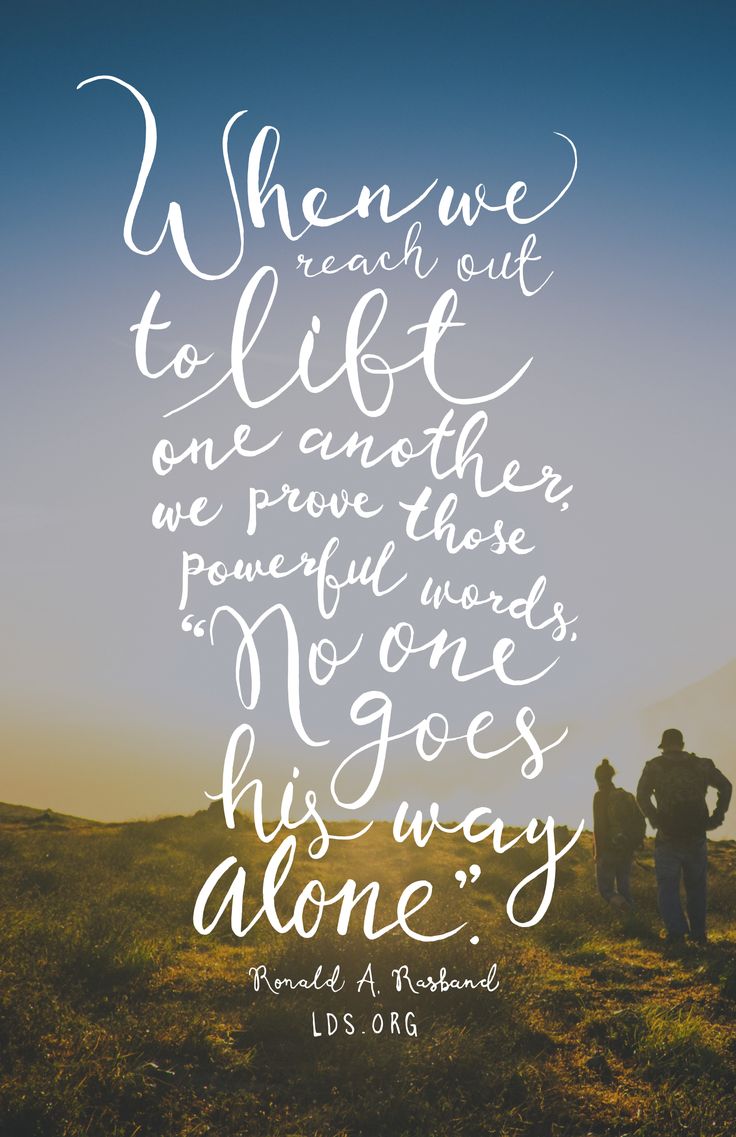 When we
reach out
to lift
one another,
we prove those
powerful words,
“No one
goes
his way
alone”.
Ronald A. Rasband
LDS.ORG